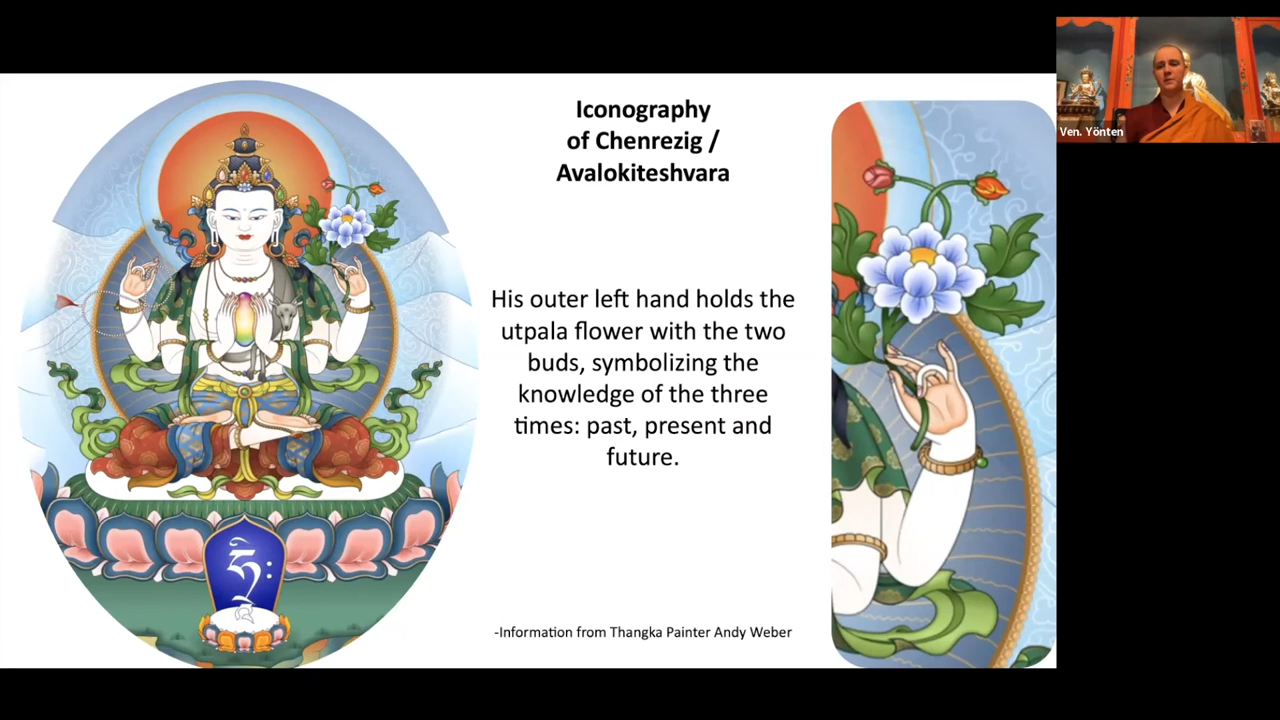 Iconography
of Chenrezig /
Avalokiteshvara
His outer left hand holds the
utpala flower with the two
buds, symbolizing the
knowledge of the three
times: past, present and
future.
-Information from Thangka Painter Andy Weber
ཧྲཱིཿ
Ven. Yönten